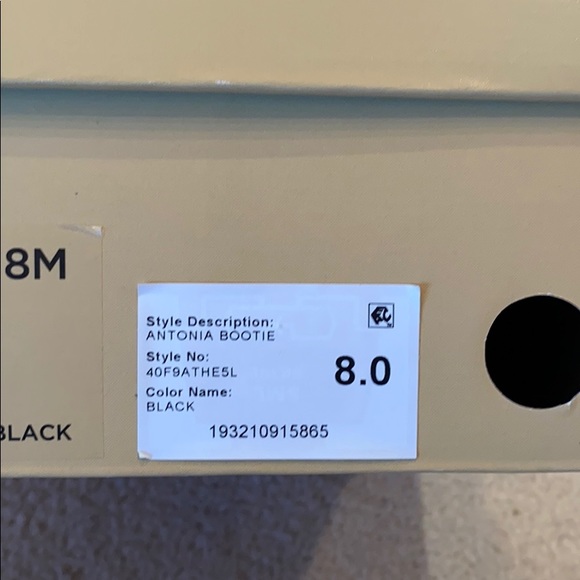 8M
BLACK
Style Description:
ANTONIA BOOTIE
Style No:
40F9ATHE5L
Color Name:
BLACK
8.0
193210915865